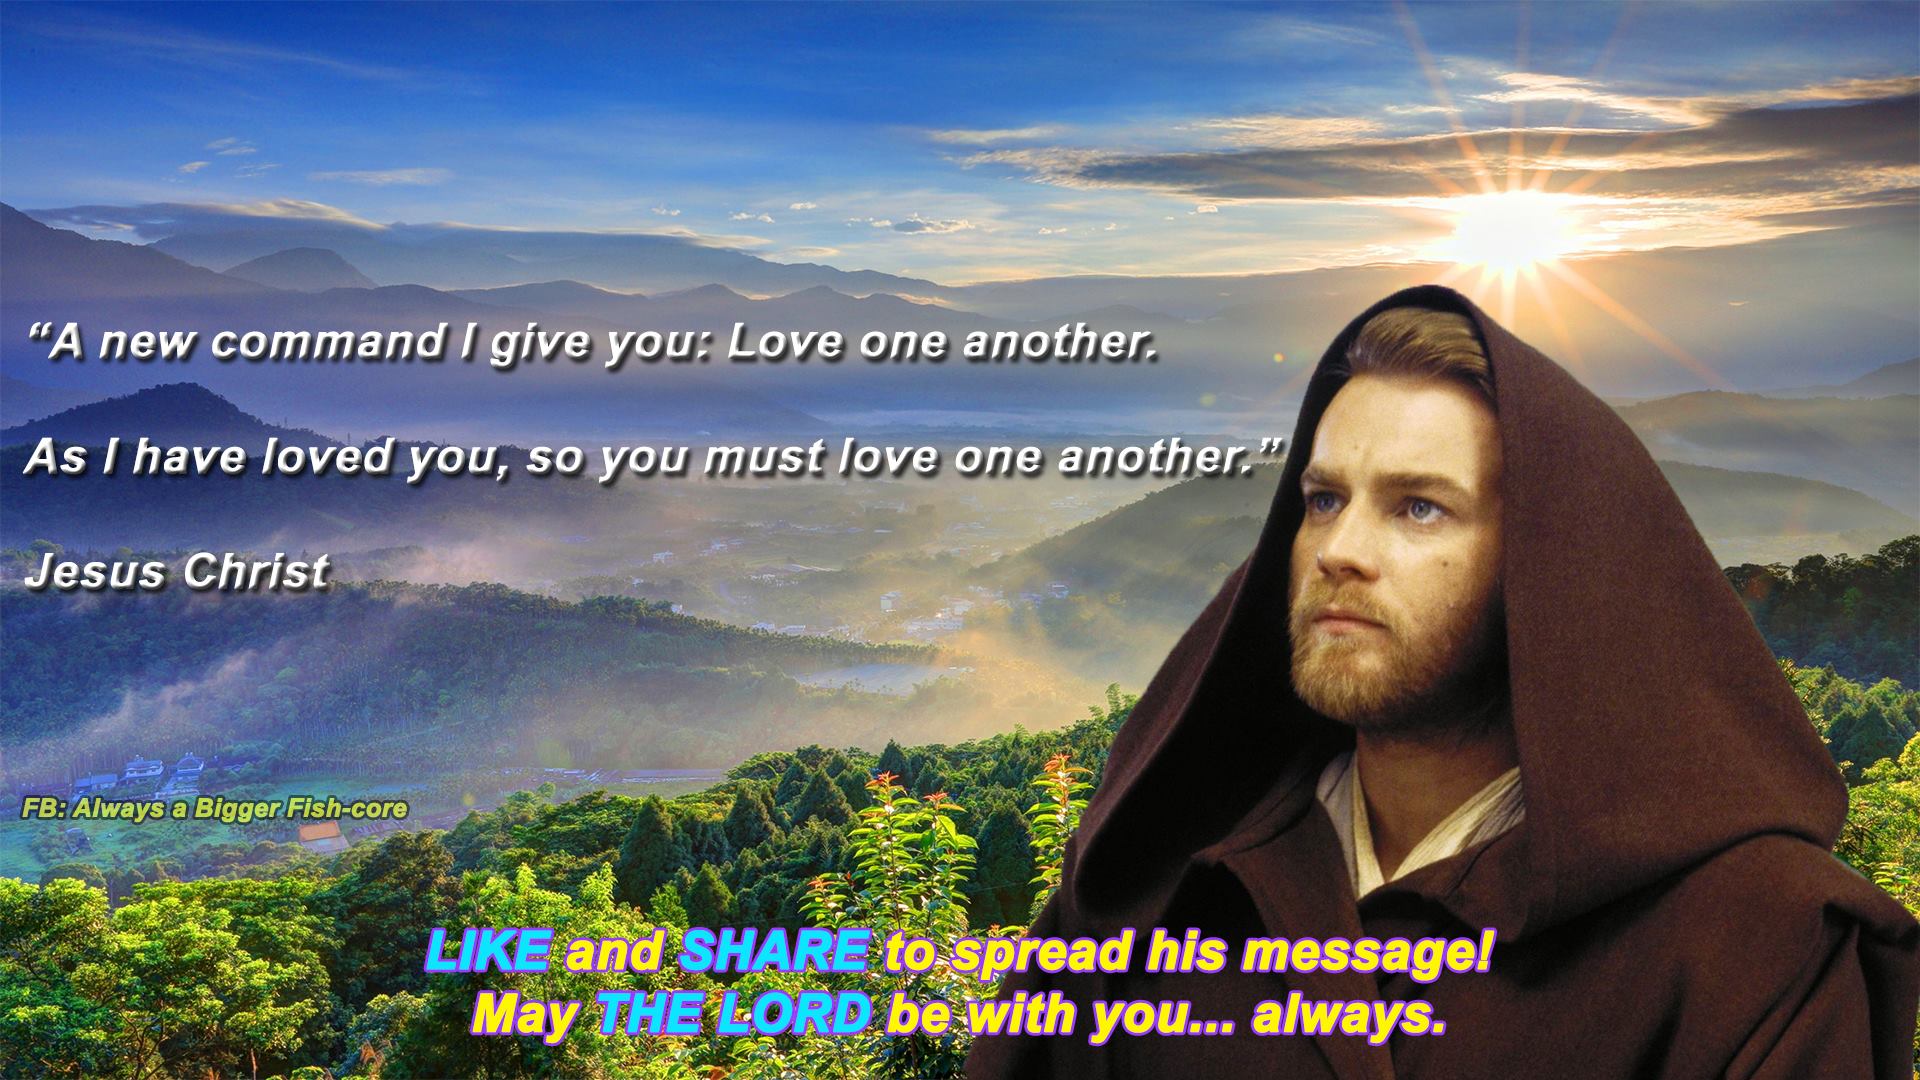 “A new command I give you: Love one another.
As I have loved you, so you must love one another.”
Jesus Christ
FB: Always a Bigger Fish-core
LIKE and SHARE to spread his message!
May THE LORD be with you... always.